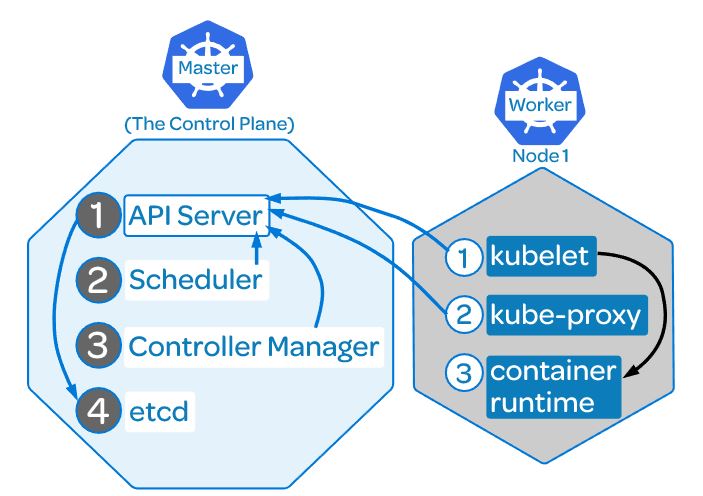 Master
(The Control Plane)
1 API Server
2 Scheduler
3 Controller Manager
4 etcd
Worker
Node 1
1 kubelet
2 kube-proxy
3 container
runtime